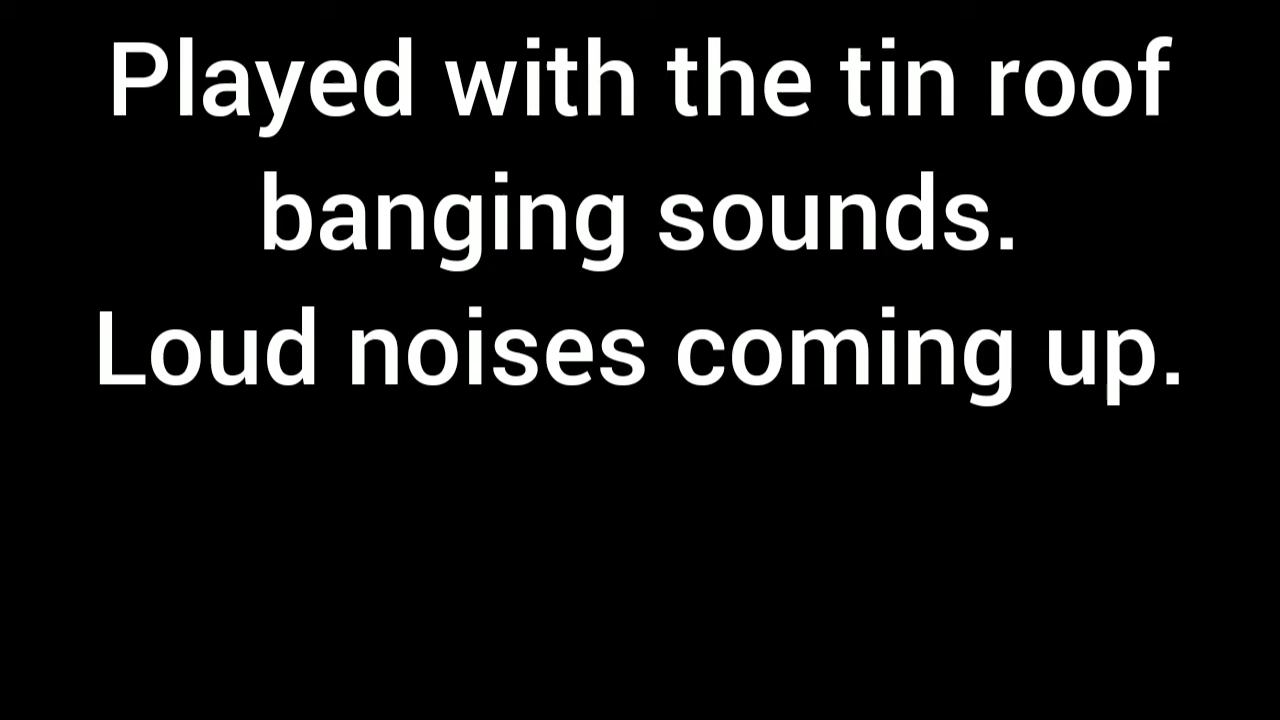 Played with the tin roof
banging sounds.
Loud noises coming up.